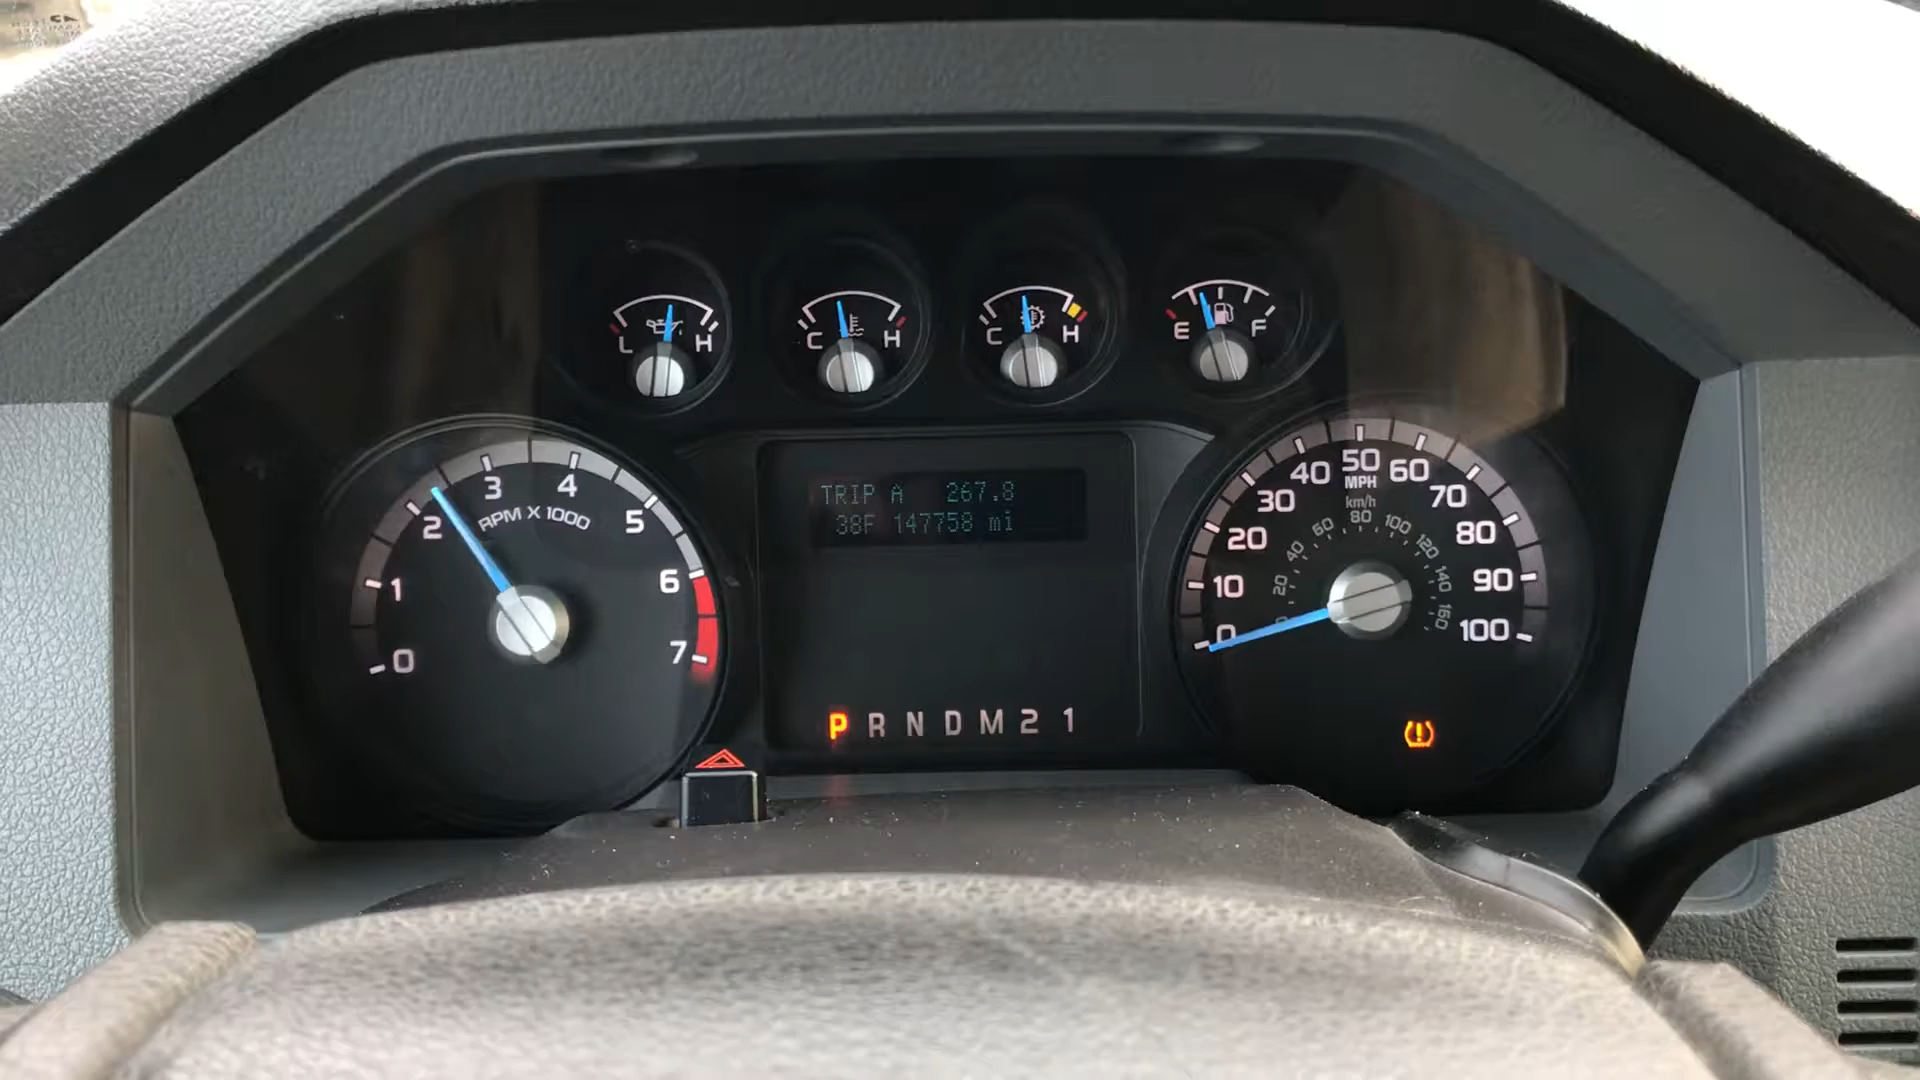 L H
C H
C H
E F
0 1 2 3 4 5 6 7
RPM X 1000
TRIP A 267.8
38F 147758 mi
0 10 20 30 40 50 60 70 80 90 100
MPH
km/h
0 20 40 60 80 100 120 140 160
P R N D M 2 1